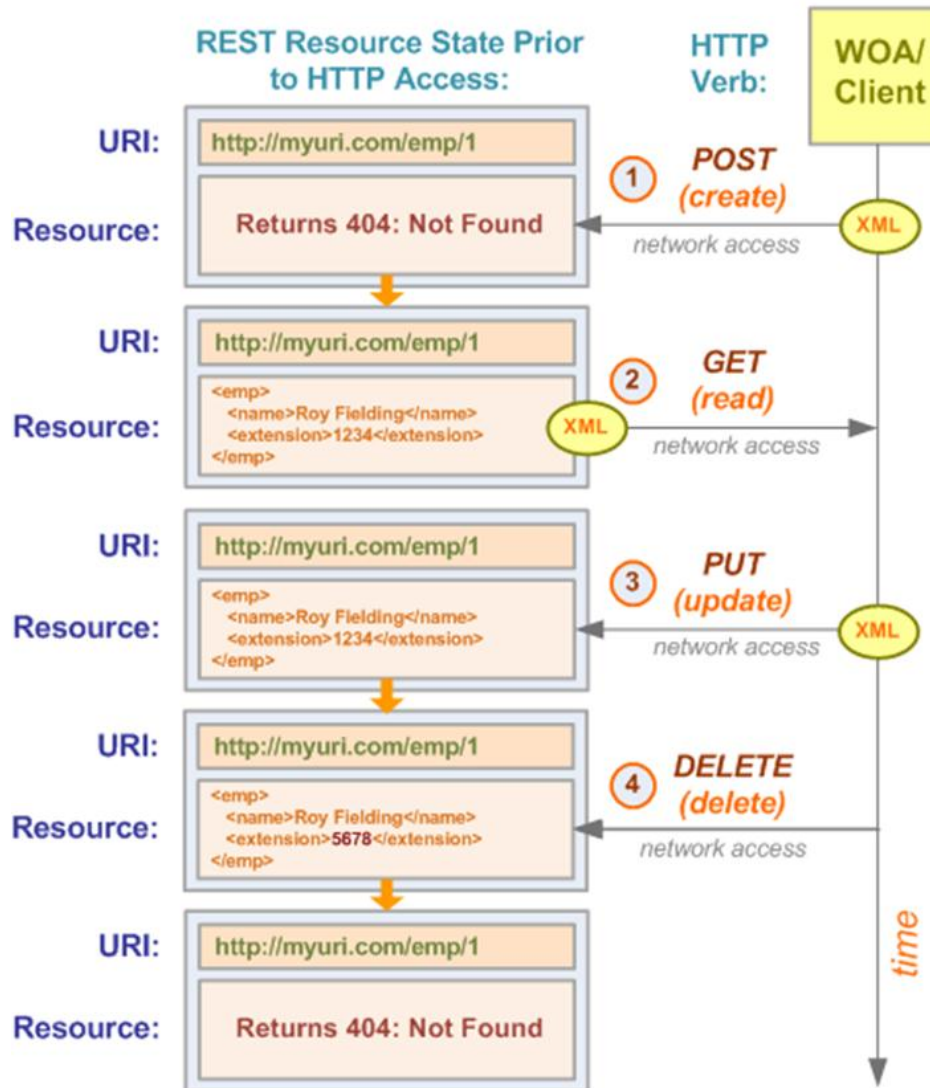 REST Resource State Prior
to HTTP Access:
HTTP
Verb:
WOA/
Client
URI:
http://myuri.com/emp/1
Resource:
Returns 404: Not Found
1
POST
(create)
network access
XML
URI:
http://myuri.com/emp/1
Resource:
<emp>
<name>Roy Fielding</name>
<extension>1234</extension>
</emp>
XML
2
GET
(read)
network access
URI:
http://myuri.com/emp/1
Resource:
<emp>
<name>Roy Fielding</name>
<extension>1234</extension>
</emp>
3
PUT
(update)
network access
XML
URI:
http://myuri.com/emp/1
Resource:
<emp>
<name>Roy Fielding</name>
<extension>5678</extension>
</emp>
4
DELETE
(delete)
network access
URI:
http://myuri.com/emp/1
Resource:
Returns 404: Not Found
time